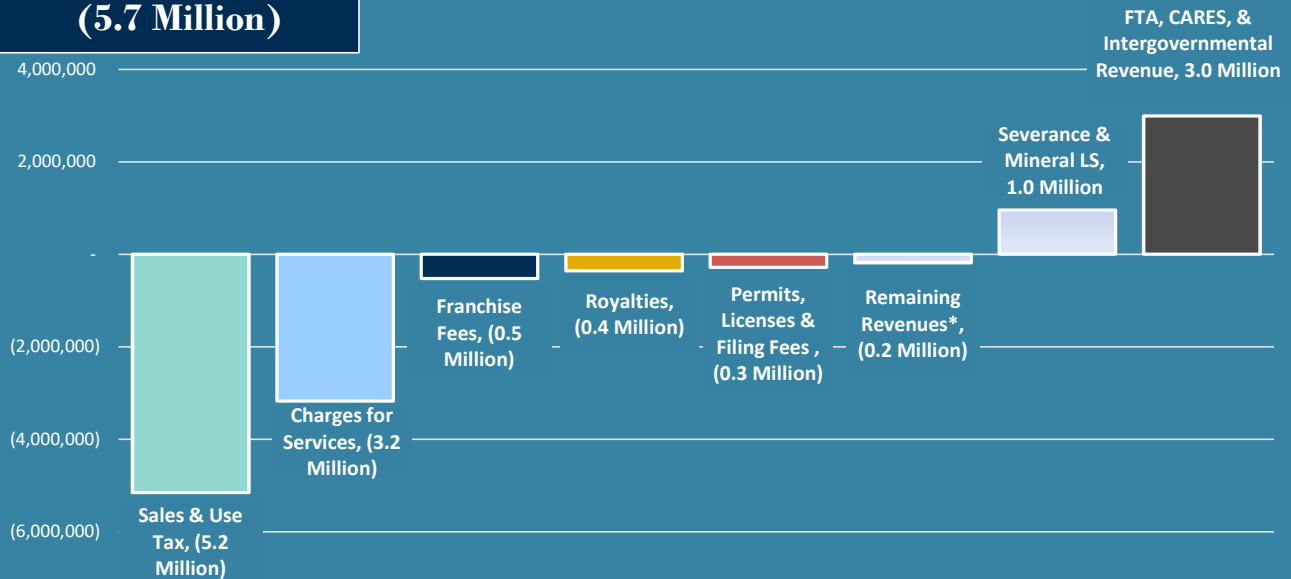 (5.7 Million)
4,000,000
2,000,000
-
(2,000,000)
(4,000,000)
(6,000,000)
Sales & Use
Tax, (5.2
Million)
Charges for
Services, (3.2
Million)
Franchise
Fees, (0.5
Million)
Royalties,
(0.4 Million)
Permits,
Licenses &
Filing Fees ,
(0.3 Million)
Remaining
Revenues*,
(0.2 Million)
Severance &
Mineral LS,
1.0 Million
FTA, CARES, &
Intergovernmental
Revenue, 3.0 Million